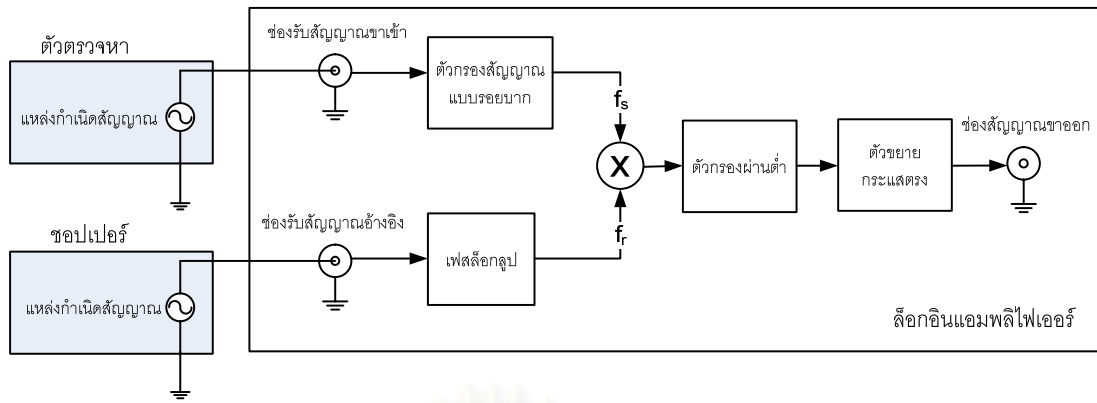 ตัวตรวจหา
แหล่งกำเนิดสัญญาณ
ช่องรับสัญญาณขาเข้า
ตัวกรองสัญญาณ
แบบรอยบาก
fs
X
ตัวกรองผ่านต่ำ
ตัวขยาย
กระแสตรง
ช่องสัญญาณขาออก
ชอปเปอร์
แหล่งกำเนิดสัญญาณ
ช่องรับสัญญาณอ้างอิง
เฟสล็อกลูป
fr
ล็อกอินแอมพลิไฟเออร์